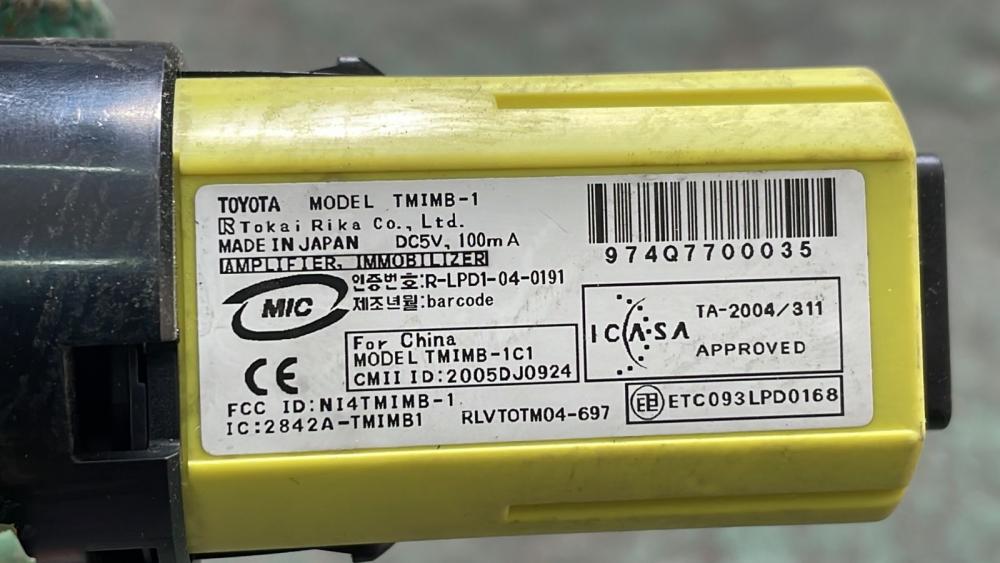 TOYOTA MODEL TMIMB-1
R Tokai Rika Co., Ltd.
MADE IN JAPAN DC5V, 100mA
AMPLIFIER, IMMOBILIZER
974Q7700035
MIC
인증번호:R-LPD1-04-0191
제조년월:barcode
For China
MODEL TMIMB-1C1
CMII ID:2005DJ0924
ICASA
TA-2004/311
APPROVED
CE
FCC ID:NI4TMIMB-1
IC:2842A-TMIMB1
RLVTOTM04-697
ETC093LPD0168